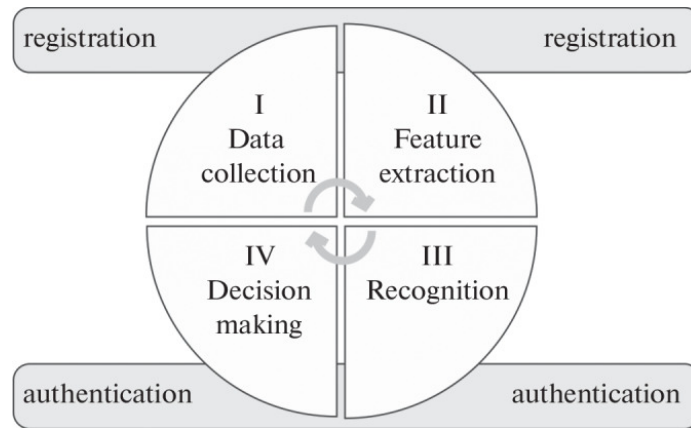 registration
registration
I
Data
collection
II
Feature
extraction
IV
Decision
making
III
Recognition
authentication
authentication